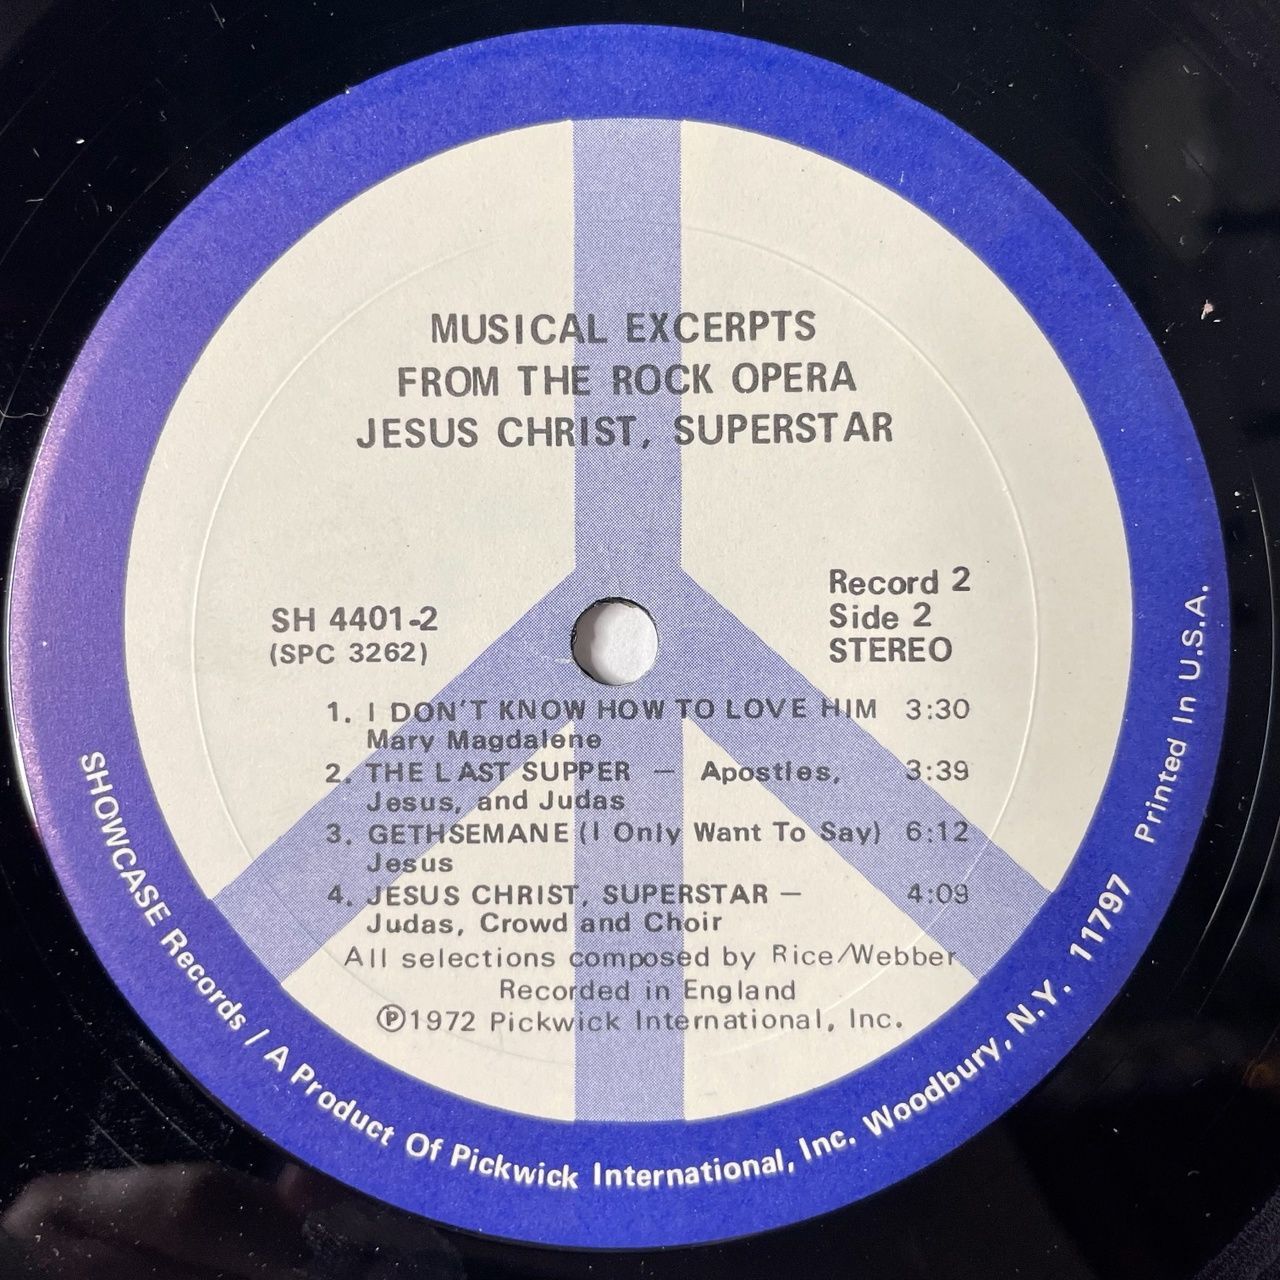 MUSICAL EXCERPTS
FROM THE ROCK OPERA
JESUS CHRIST, SUPERSTAR
SH 4401-2
(SPC 3262)
Record 2
Side 2
STEREO
1. I DON'T KNOW HOW TO LOVE HIM 3:30
Mary Magdalene
2. THE LAST SUPPER — Apostles, 3:39
Jesus, and Judas
3. GETHSEMANE (I Only Want To Say) 6:12
Jesus
4. JESUS CHRIST, SUPERSTAR — 4:09
Judas, Crowd and Choir
All selections composed by Rice/Webber
Recorded in England
℗1972 Pickwick International, Inc.
SHOWCASE Records / A Product Of Pickwick International, Inc. Woodbury, N.Y. 11797 Printed In U.S.A.